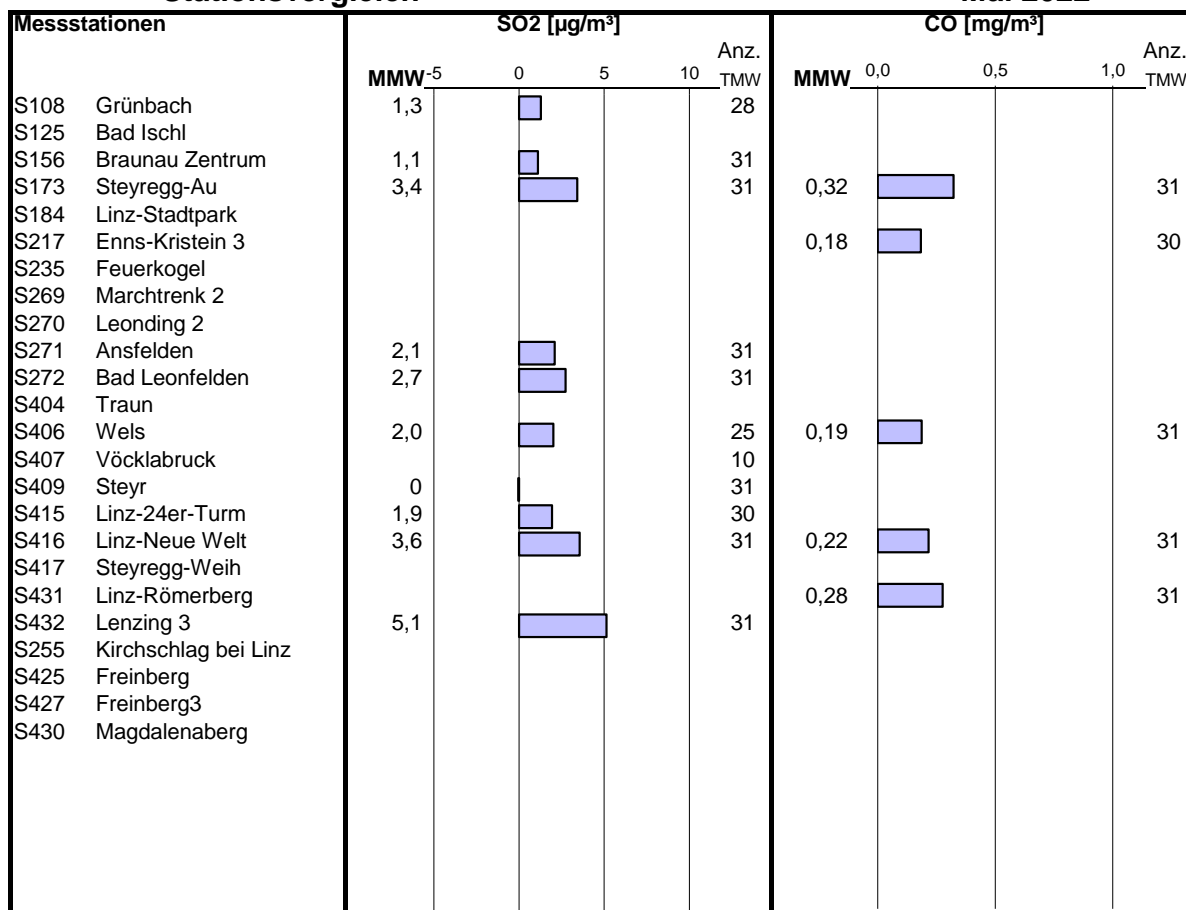 Stationsvergleich Mai 2022
Messstationen SO2 [µg/m³] CO [mg/m³]
Anz. Anz.
MMW -5 0 5 10 TMW MMW 0,0 0,5 1,0 TMW
S108 Grünbach 1,3 28
S125 Bad Ischl
S156 Braunau Zentrum 1,1 31
S173 Steyregg-Au 3,4 31 0,32 31
S184 Linz-Stadtpark
S217 Enns-Kristein 3 0,18 30
S235 Feuerkogel
S269 Marchtrenk 2
S270 Leonding 2
S271 Ansfelden 2,1 31
S272 Bad Leonfelden 2,7 31
S404 Traun
S406 Wels 2,0 25 0,19 31
S407 Vöcklabruck 10
S409 Steyr 0 31
S415 Linz-24er-Turm 1,9 30
S416 Linz-Neue Welt 3,6 31 0,22 31
S417 Steyregg-Weih
S431 Linz-Römerberg 0,28 31
S432 Lenzing 3 5,1 31
S255 Kirchschlag bei Linz
S425 Freinberg
S427 Freinberg3
S430 Magdalenaberg